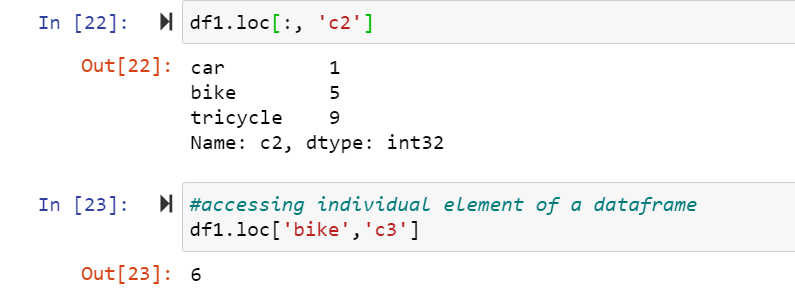 In [22]: df1.loc[:, 'c2']
Out[22]: car         1
bike        5
tricycle    9
Name: c2, dtype: int32
In [23]: #accessing individual element of a dataframe
df1.loc['bike','c3']
Out[23]: 6